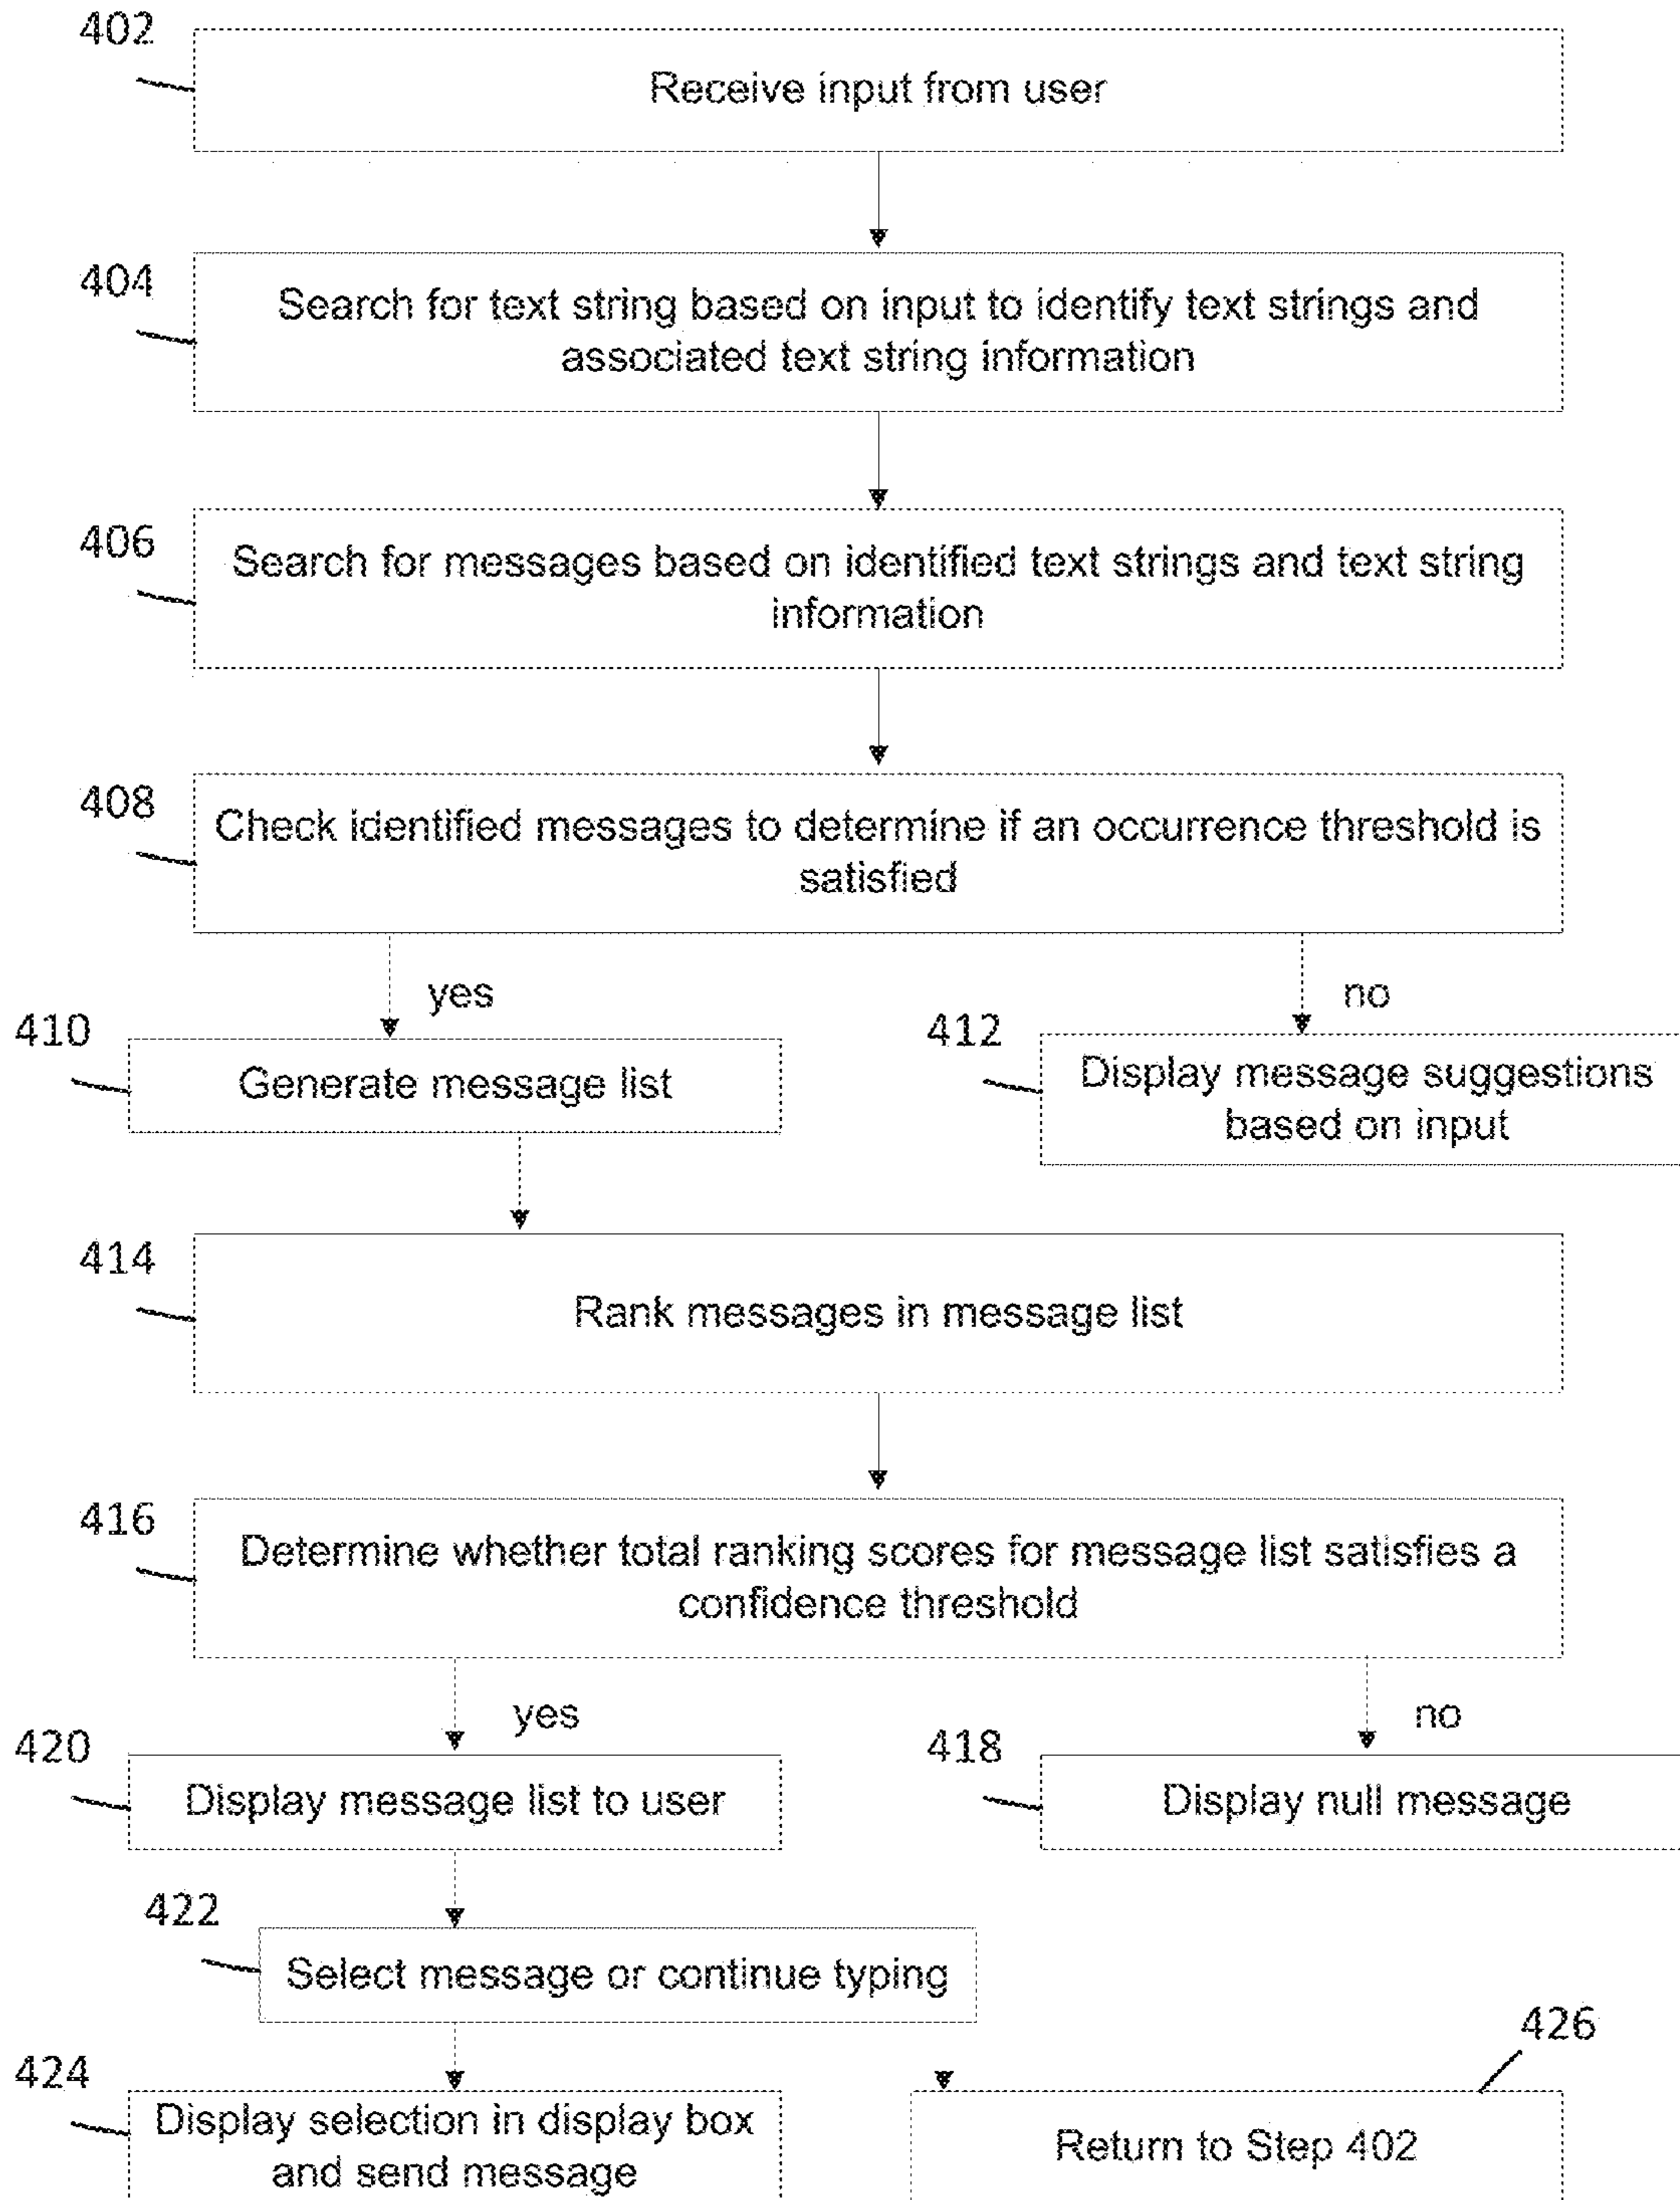 402
Receive input from user
404
Search for text string based on input to identify text strings and
associated text string information
406
Search for messages based on identified text strings and text string
information
408
Check identified messages to determine if an occurrence threshold is
satisfied
yes
no
410
Generate message list
412
Display message suggestions
based on input
414
Rank messages in message list
416
Determine whether total ranking scores for message list satisfies a
confidence threshold
yes
no
420
Display message list to user
418
Display null message
422
Select message or continue typing
424
Display selection in display box
and send message
426
Return to Step 402